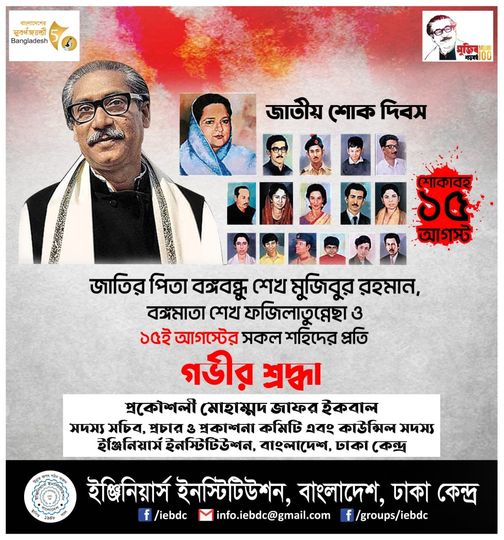 বাংলাদেশের
সুবর্ণজয়ন্তী
Bangladesh
৫০
মুজিব
শতবর্ষ
100
জাতীয় শোক দিবস
শোকাবহ
১৫
আগস্ট
জাতির পিতা বঙ্গবন্ধু শেখ মুজিবুর রহমান,
বঙ্গমাতা শেখ ফজিলাতুন্নেছা ও
১৫ই আগস্টের সকল শহিদের প্রতি
গভীর শ্রদ্ধা
প্রকৌশলী মোহাম্মদ জাফর ইকবাল
সদস্য সচিব, প্রচার ও প্রকাশনা কমিটি এবং কাউন্সিল সদস্য
ইঞ্জিনিয়ার্স ইনস্টিটিউশন, বাংলাদেশ, ঢাকা কেন্দ্র
ইঞ্জিনিয়ার্স ইনস্টিটিউশন, বাংলাদেশ, ঢাকা কেন্দ্র
/iebdc info.iebdc@gmail.com /groups/iebdc